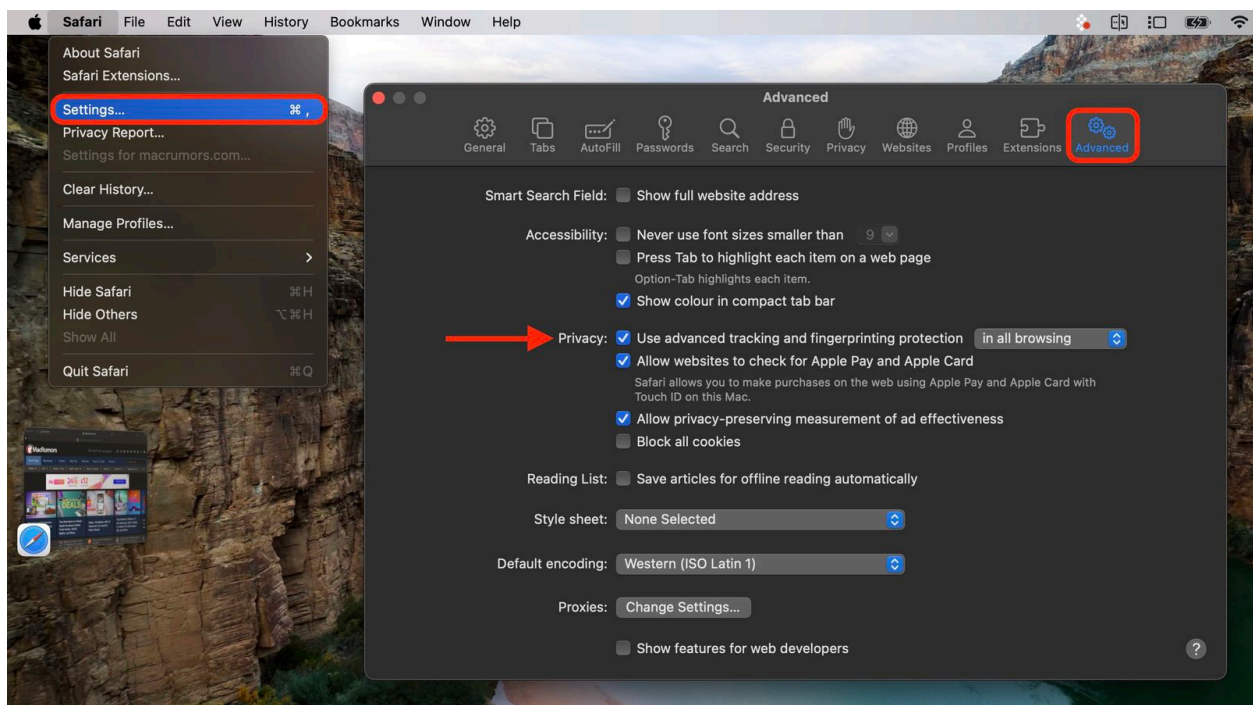 Safari File Edit View History Bookmarks Window Help
About Safari
Safari Extensions...
Settings... ⌘ ,
Privacy Report...
Settings for macrumors.com...
Clear History...
Manage Profiles...
Services
Hide Safari ⌘H
Hide Others ⌥⌘H
Show All
Quit Safari ⌘Q
MacRumors
Advanced
General Tabs AutoFill Passwords Search Security Privacy Websites Profiles Extensions Advanced
Smart Search Field: Show full website address
Accessibility: Never use font sizes smaller than 9
Press Tab to highlight each item on a web page
Option-Tab highlights each item.
Show colour in compact tab bar
Privacy: Use advanced tracking and fingerprinting protection in all browsing
Allow websites to check for Apple Pay and Apple Card
Safari allows you to make purchases on the web using Apple Pay and Apple Card with
Touch ID on this Mac.
Allow privacy-preserving measurement of ad effectiveness
Block all cookies
Reading List: Save articles for offline reading automatically
Style sheet: None Selected
Default encoding: Western (ISO Latin 1)
Proxies: Change Settings...
Show features for web developers
?